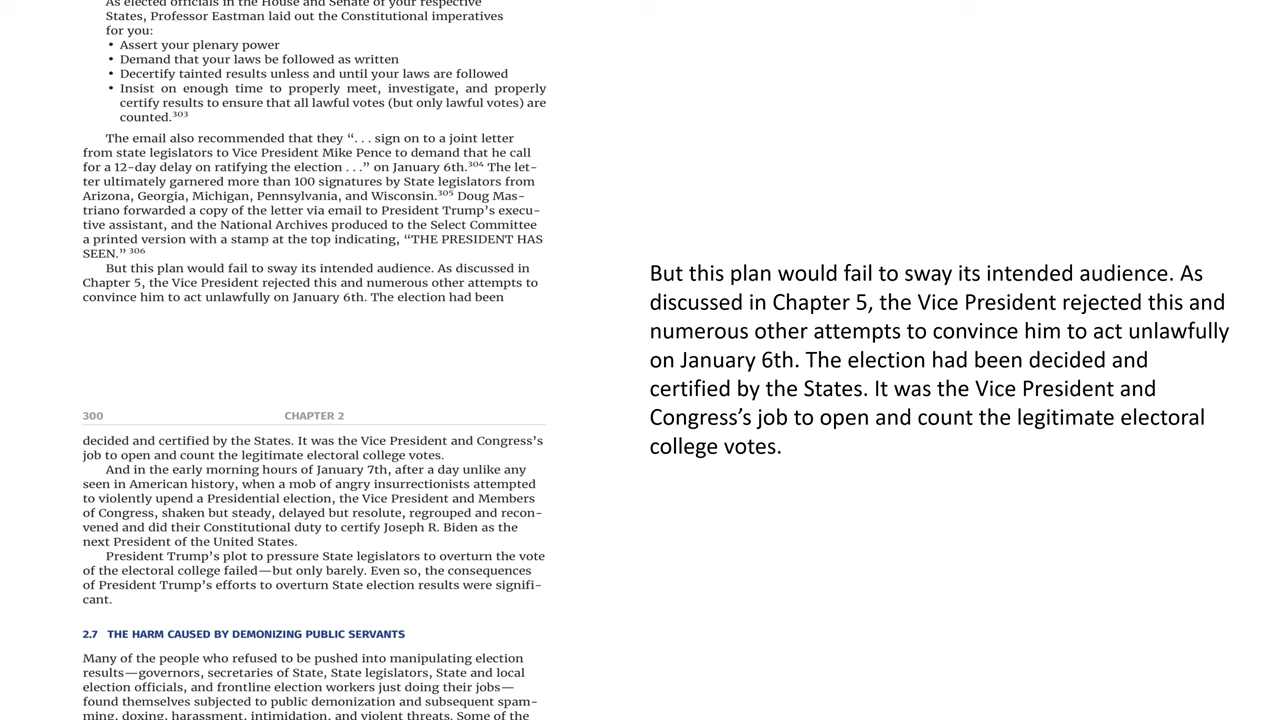 As elected officials in the House and Senate of your respective
States, Professor Eastman laid out the Constitutional imperatives
for you:
• Assert your plenary power
• Demand that your laws be followed as written
• Decertify tainted results unless and until your laws are followed
• Insist on enough time to properly meet, investigate, and properly
certify results to ensure that all lawful votes (but only lawful votes) are
counted.³⁰³
The email also recommended that they “. . . sign on to a joint letter
from state legislators to Vice President Mike Pence to demand that he call
for a 12-day delay on ratifying the election . . .” on January 6th.³⁰⁴ The let-
ter ultimately garnered more than 100 signatures by State legislators from
Arizona, Georgia, Michigan, Pennsylvania, and Wisconsin.³⁰⁵ Doug Mas-
triano forwarded a copy of the letter via email to President Trump’s execu-
tive assistant, and the National Archives produced to the Select Committee
a printed version with a stamp at the top indicating, “THE PRESIDENT HAS
SEEN.” ³⁰⁶
But this plan would fail to sway its intended audience. As discussed in
Chapter 5, the Vice President rejected this and numerous other attempts to
convince him to act unlawfully on January 6th. The election had been
300 CHAPTER 2
decided and certified by the States. It was the Vice President and Congress’s
job to open and count the legitimate electoral college votes.
And in the early morning hours of January 7th, after a day unlike any
seen in American history, when a mob of angry insurrectionists attempted
to violently upend a Presidential election, the Vice President and Members
of Congress, shaken but steady, delayed but resolute, regrouped and recon-
vened and did their Constitutional duty to certify Joseph R. Biden as the
next President of the United States.
President Trump’s plot to pressure State legislators to overturn the vote
of the electoral college failed—but only barely. Even so, the consequences
of President Trump’s efforts to overturn State election results were signifi-
cant.
2.7 THE HARM CAUSED BY DEMONIZING PUBLIC SERVANTS
Many of the people who refused to be pushed into manipulating election
results—governors, secretaries of State, State legislators, State and local
election officials, and frontline election workers just doing their jobs—
found themselves subjected to public demonization and subsequent spam-
ming, doxing, harassment, intimidation, and violent threats. Some of the
But this plan would fail to sway its intended audience. As
discussed in Chapter 5, the Vice President rejected this and
numerous other attempts to convince him to act unlawfully
on January 6th. The election had been decided and
certified by the States. It was the Vice President and
Congress’s job to open and count the legitimate electoral
college votes.